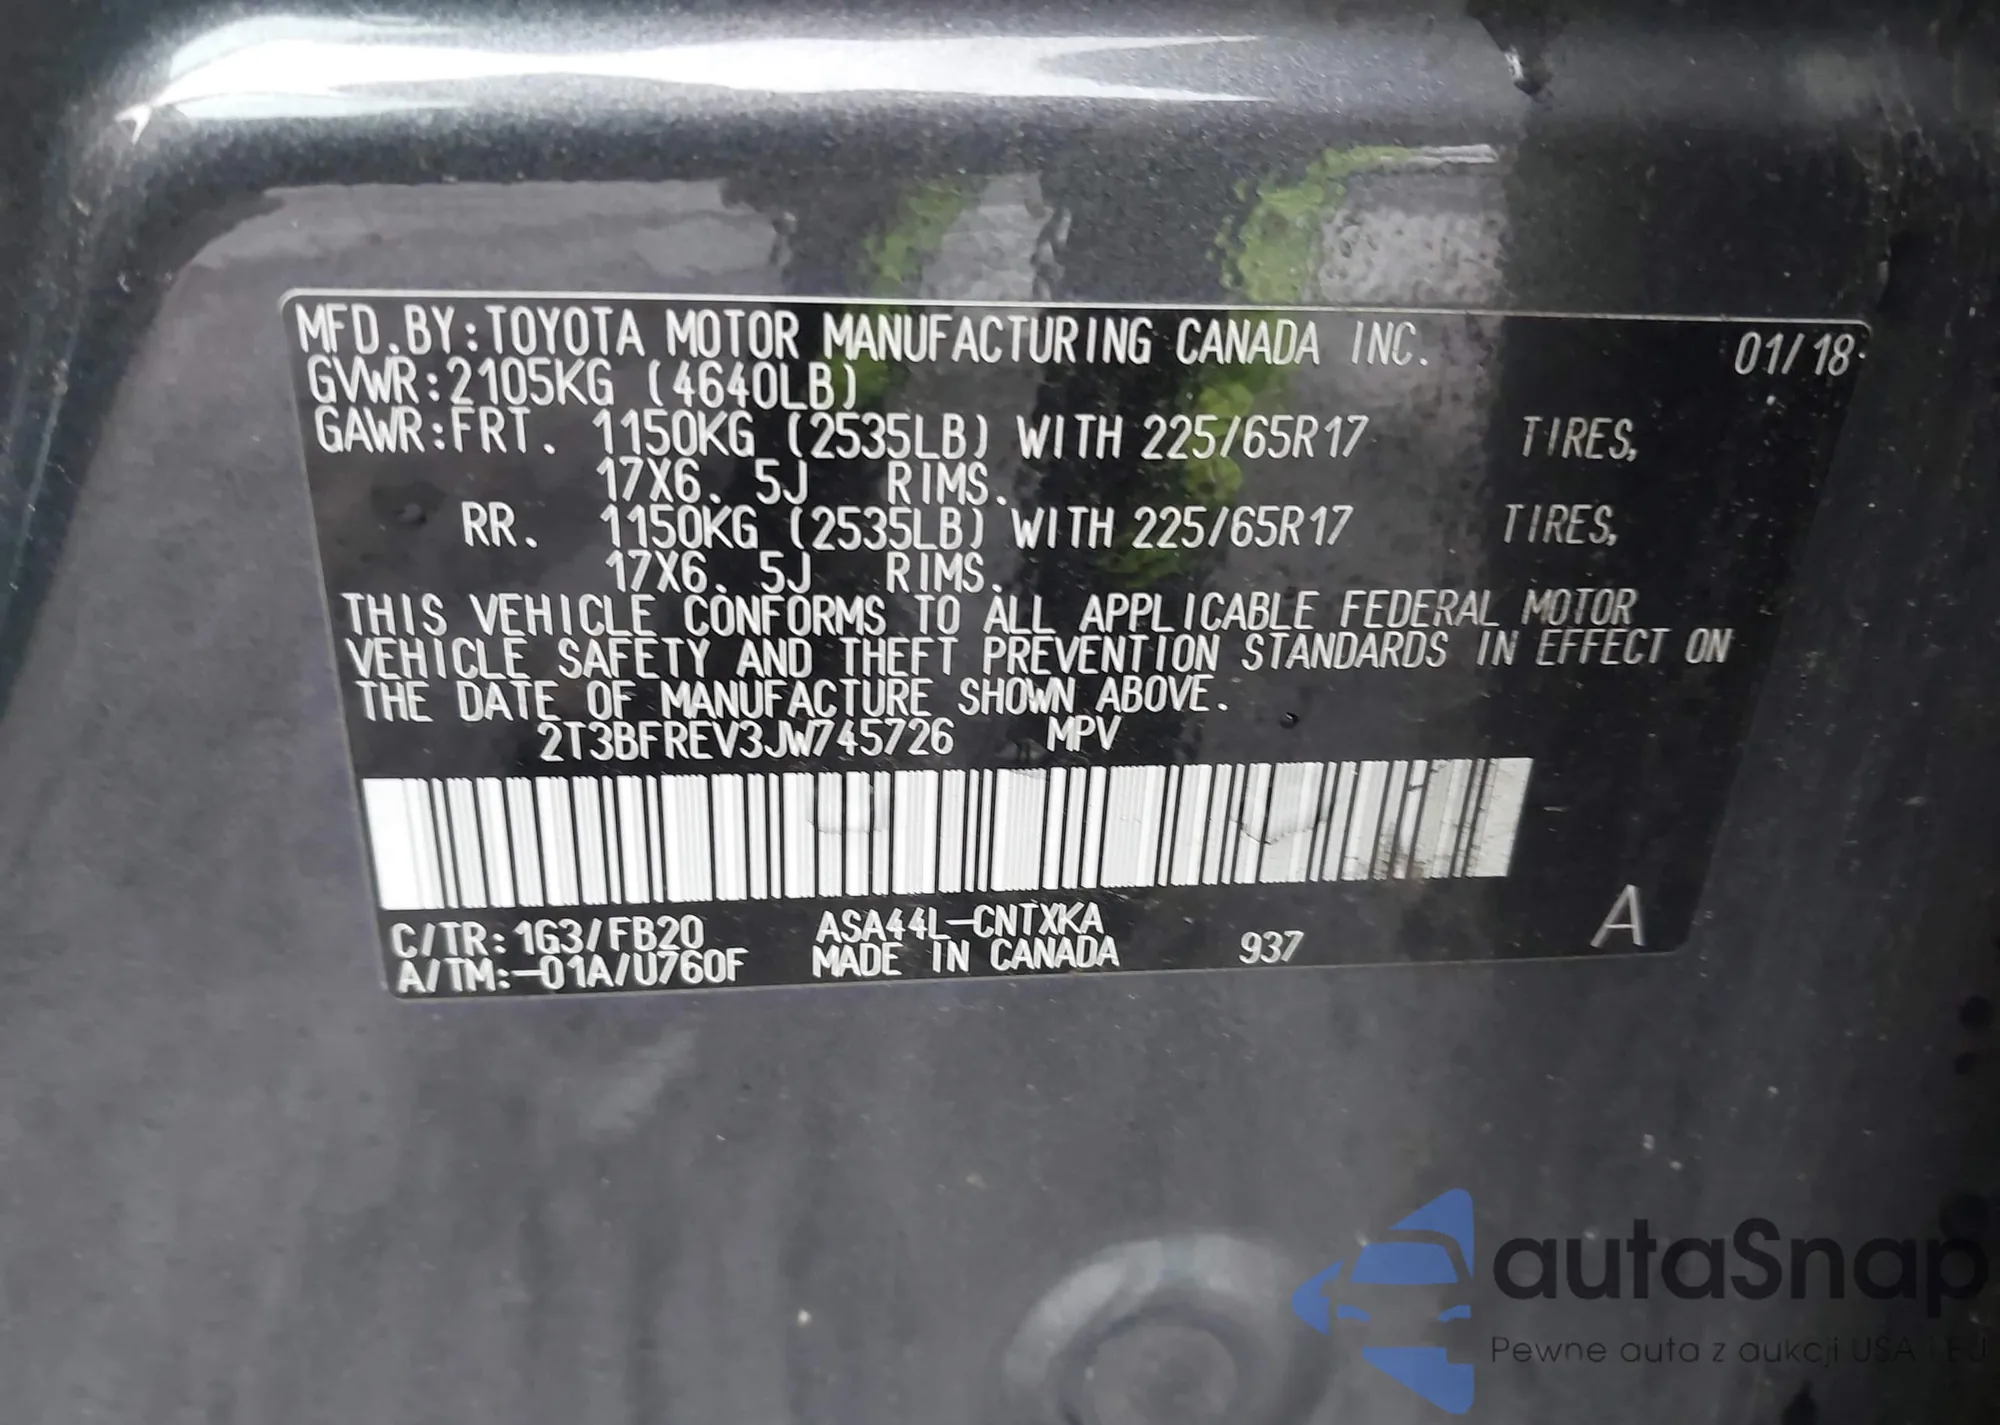 MFD.BY:TOYOTA MOTOR MANUFACTURING CANADA INC. 01/18
GVWR:2105KG (4640LB)
GAWR:FRT. 1150KG (2535LB) WITH 225/65R17 TIRES,
17X6.5J RIMS.
RR. 1150KG (2535LB) WITH 225/65R17 TIRES,
17X6.5J RIMS.
THIS VEHICLE CONFORMS TO ALL APPLICABLE FEDERAL MOTOR
VEHICLE SAFETY AND THEFT PREVENTION STANDARDS IN EFFECT ON
THE DATE OF MANUFACTURE SHOWN ABOVE.
2T3BFREV3JW745726 MPV
C/TR:1G3/FB20 ASA44L-CNTXKA
A/TM:-01A/U760F MADE IN CANADA 937 A
autaSnap
Pewne auta z aukcji USA i EU